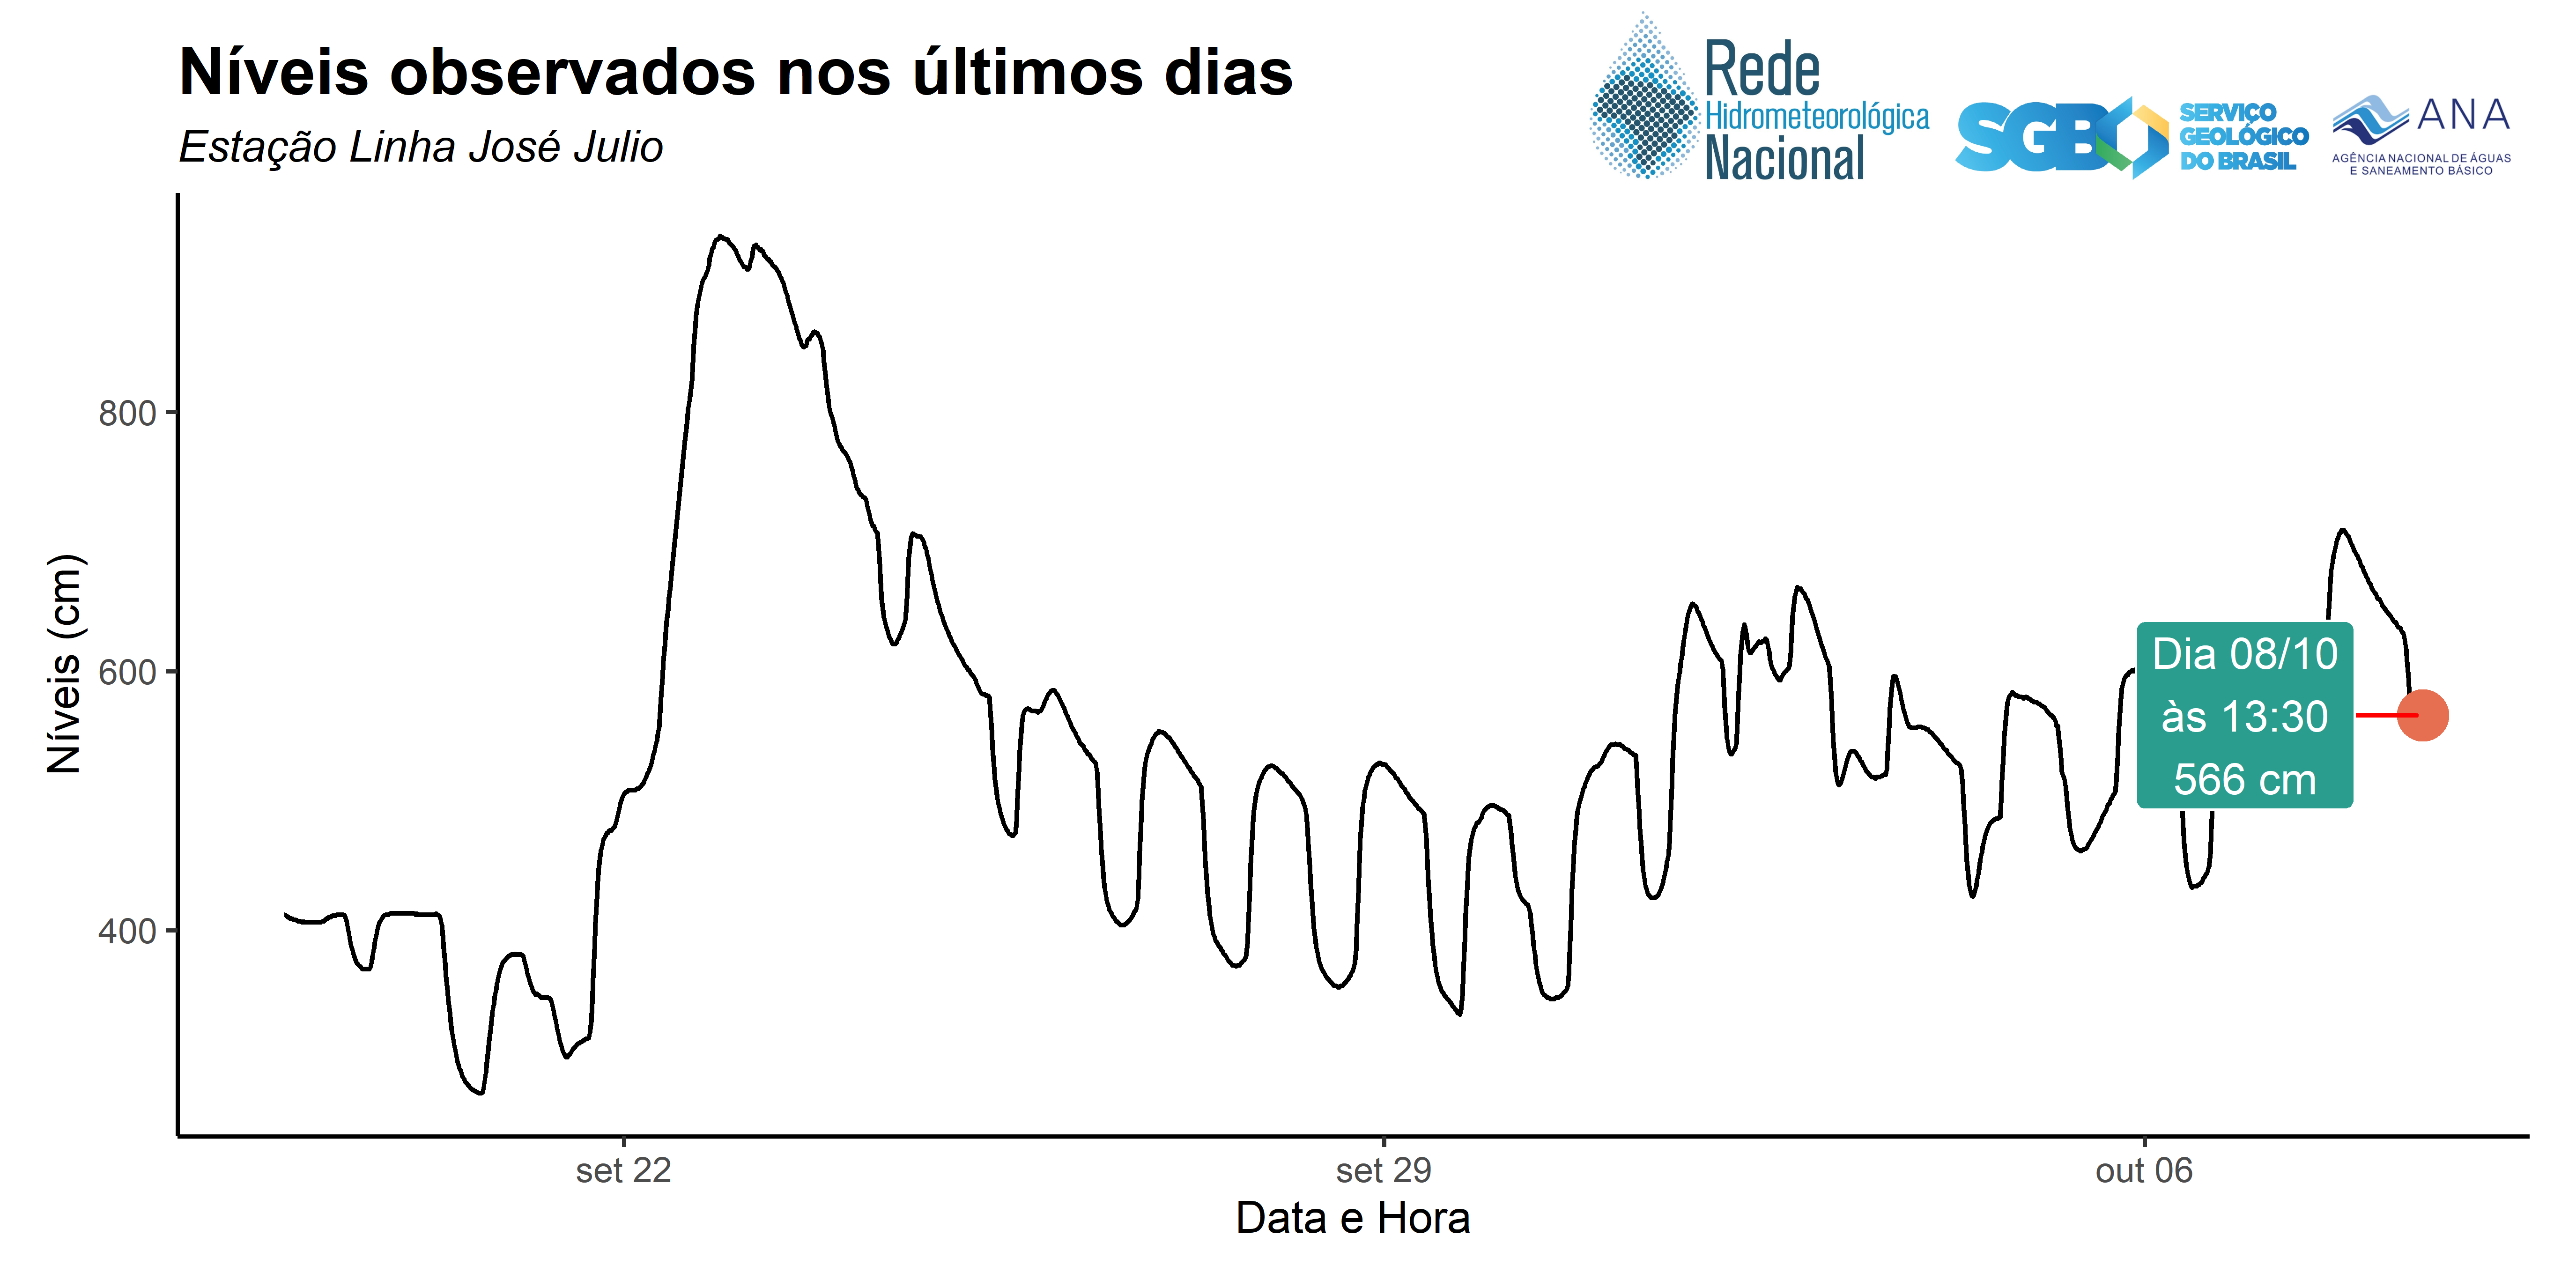 Níveis observados nos últimos dias
Estação Linha José Julio
Rede
Hidrometeorológica
Nacional
SGB
SERVIÇO
GEOLÓGICO
DO BRASIL
ANA
AGÊNCIA NACIONAL DE ÁGUAS
E SANEAMENTO BÁSICO
Níveis (cm)
800
600
400
Dia 08/10
às 13:30
566 cm
set 22
set 29
out 06
Data e Hora